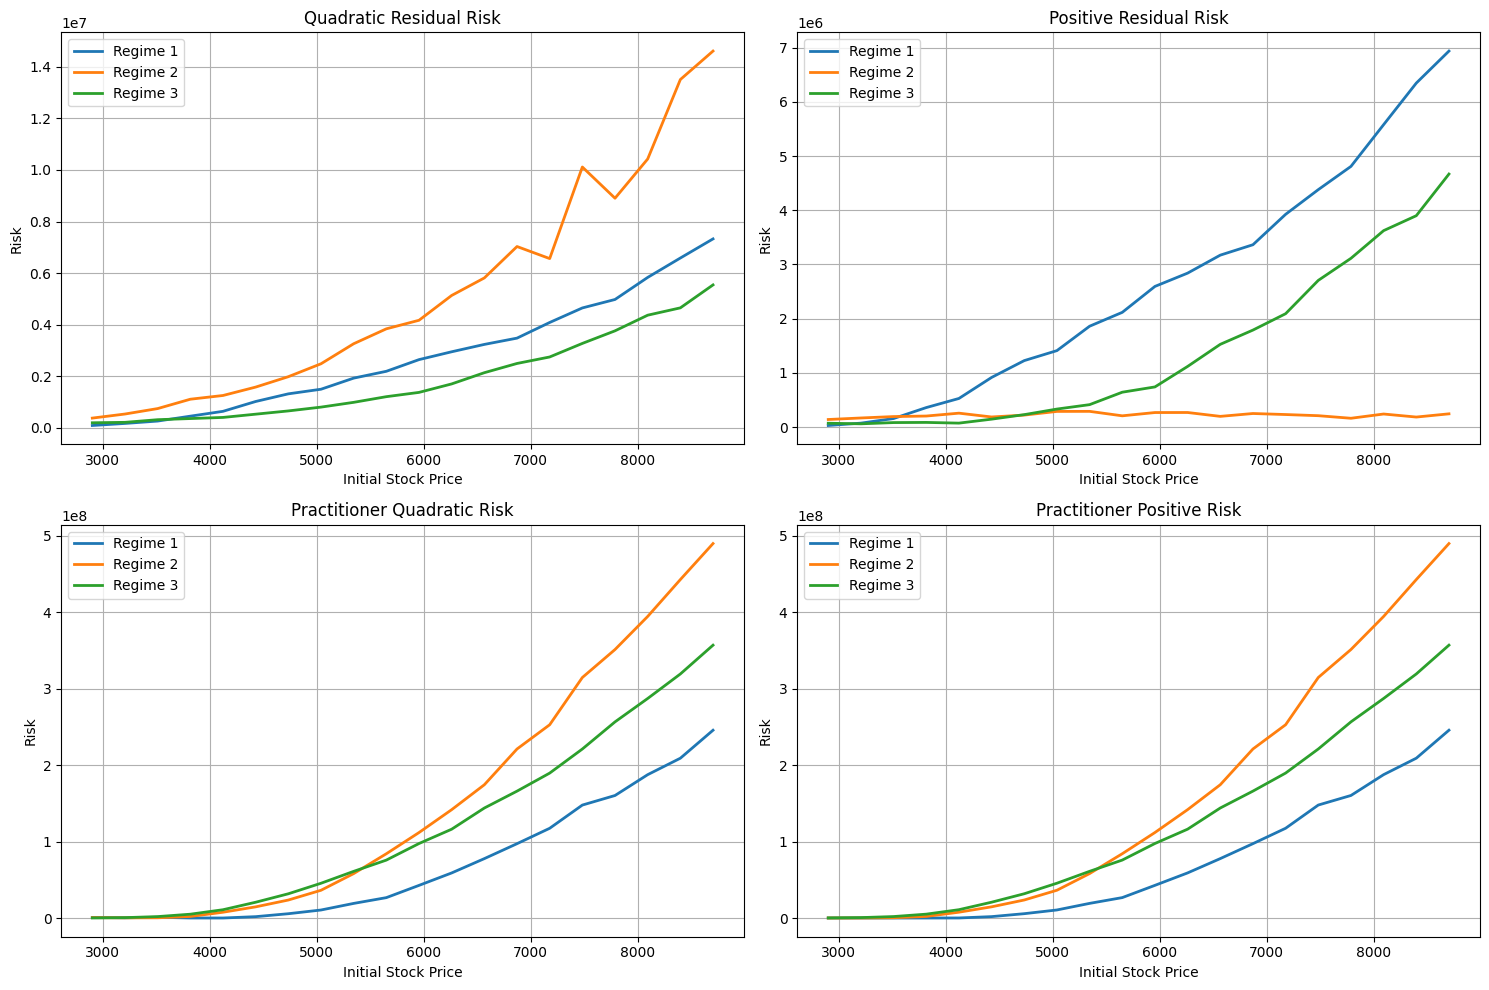 Quadratic Residual Risk
1e7
Regime 1
Regime 2
Regime 3
1.4
1.2
1.0
0.8
0.6
0.4
0.2
0.0
Risk
3000 4000 5000 6000 7000 8000
Initial Stock Price
Positive Residual Risk
1e6
Regime 1
Regime 2
Regime 3
7
6
5
4
3
2
1
0
Risk
3000 4000 5000 6000 7000 8000
Initial Stock Price
Practitioner Quadratic Risk
1e8
Regime 1
Regime 2
Regime 3
5
4
3
2
1
0
Risk
3000 4000 5000 6000 7000 8000
Initial Stock Price
Practitioner Positive Risk
1e8
Regime 1
Regime 2
Regime 3
5
4
3
2
1
0
Risk
3000 4000 5000 6000 7000 8000
Initial Stock Price